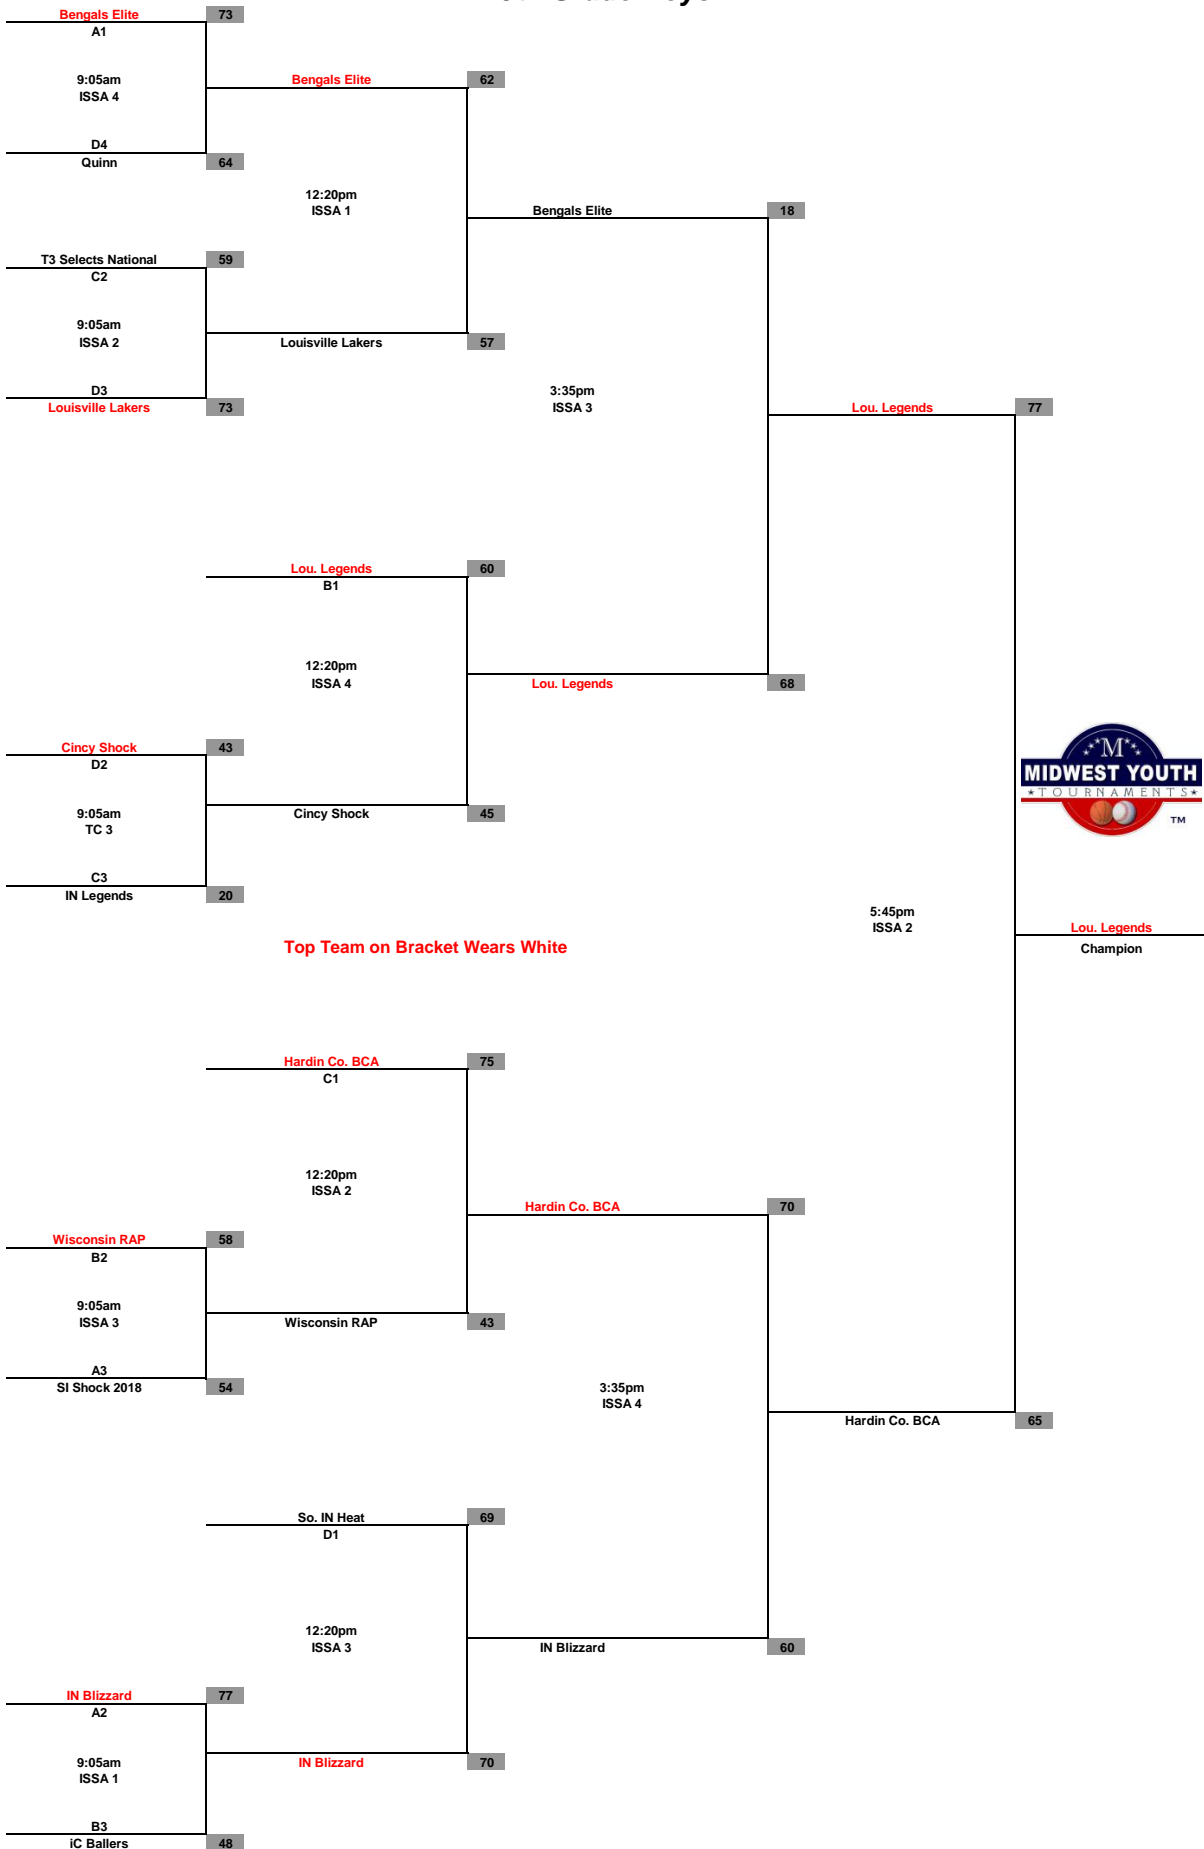 Bengals Elite 73
A1
9:05am
ISSA 4
Bengals Elite 62
D4
Quinn 64
12:20pm
ISSA 1
Bengals Elite 18
T3 Selects National 59
C2
9:05am
ISSA 2
Louisville Lakers 57
D3
Louisville Lakers 73
3:35pm
ISSA 3
Lou. Legends 77
Lou. Legends 60
B1
12:20pm
ISSA 4
Lou. Legends 68
Cincy Shock 43
D2
9:05am
TC 3
Cincy Shock 45
C3
IN Legends 20
M
MIDWEST YOUTH
TOURNAMENTS
TM
5:45pm
ISSA 2
Lou. Legends
Champion
Top Team on Bracket Wears White
Hardin Co. BCA 75
C1
12:20pm
ISSA 2
Hardin Co. BCA 70
Wisconsin RAP 58
B2
9:05am
ISSA 3
Wisconsin RAP 43
A3
SI Shock 2018 54
3:35pm
ISSA 4
Hardin Co. BCA 65
So. IN Heat 69
D1
12:20pm
ISSA 3
IN Blizzard 60
IN Blizzard 77
A2
9:05am
ISSA 1
IN Blizzard 70
B3
iC Ballers 48